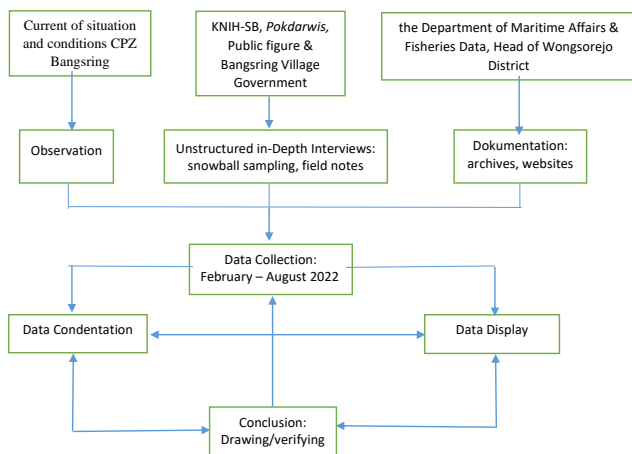 Current of situation
and conditions CPZ
Bangsring
KNIH-SB, Pokdarwis,
Public figure &
Bangsring Village
Government
the Department of Maritime Affairs &
Fisheries Data, Head of Wongsorejo
District
Observation
Unstructured in-Depth Interviews:
snowball sampling, field notes
Dokumentation:
archives, websites
Data Collection:
February – August 2022
Data Condentation
Data Display
Conclusion:
Drawing/verifying